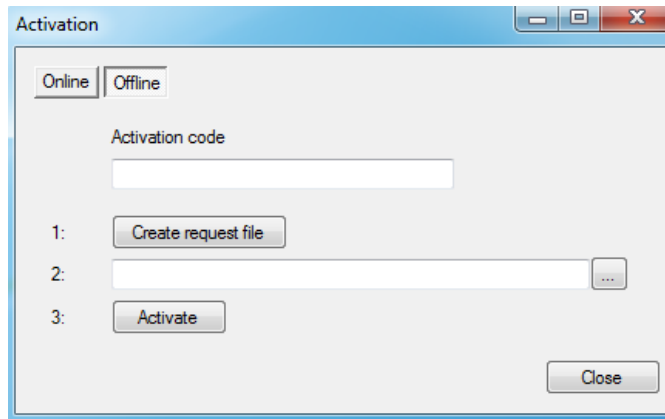 Activation
Online Offline
Activation code
1: Create request file
2: ...
3: Activate
Close